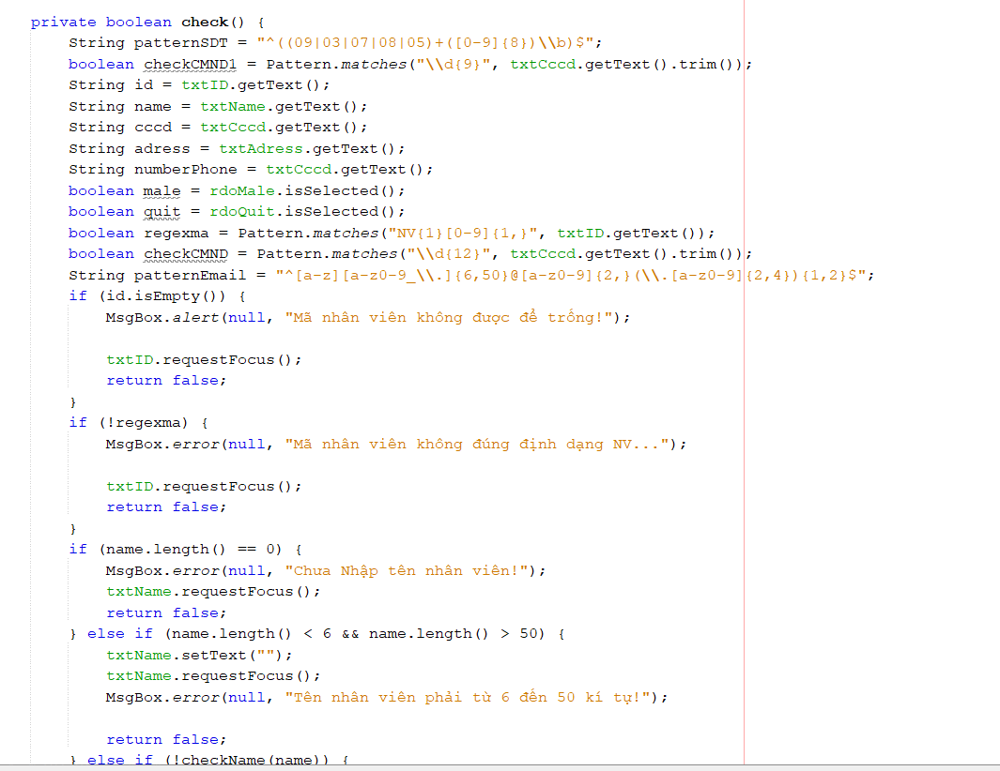 private boolean check() {
String patternSDT = "^((09|03|07|08|05)+([0-9]{8})\\b)$";
boolean checkCMND1 = Pattern.matches("\\d{9}", txtCccd.getText().trim());
String id = txtID.getText();
String name = txtName.getText();
String cccd = txtCccd.getText();
String adress = txtAdress.getText();
String numberPhone = txtCccd.getText();
boolean male = rdoMale.isSelected();
boolean quit = rdoQuit.isSelected();
boolean regexma = Pattern.matches("NV{1}[0-9]{1,}", txtID.getText());
boolean checkCMND = Pattern.matches("\\d{12}", txtCccd.getText().trim());
String patternEmail = "^[a-z][a-z0-9_\\.]{6,50}@[a-z0-9]{2,}(\\.[a-z0-9]{2,4}){1,2}$";
if (id.isEmpty()) {
MsgBox.alert(null, "Mã nhân viên không được để trống!");
txtID.requestFocus();
return false;
}
if (!regexma) {
MsgBox.error(null, "Mã nhân viên không đúng định dạng NV...");
txtID.requestFocus();
return false;
}
if (name.length() == 0) {
MsgBox.error(null, "Chưa Nhập tên nhân viên!");
txtName.requestFocus();
return false;
} else if (name.length() < 6 && name.length() > 50) {
txtName.setText("");
txtName.requestFocus();
MsgBox.error(null, "Tên nhân viên phải từ 6 đến 50 kí tự!");
return false;
} else if (!checkName(name)) {